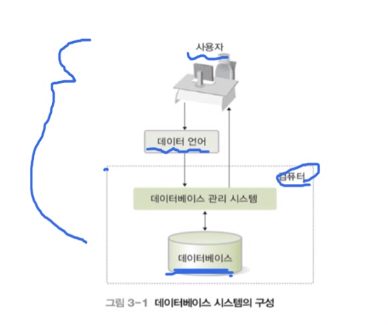 사용자
데이터 언어
컴퓨터
데이터베이스 관리 시스템
데이터베이스
그림 3-1 데이터베이스 시스템의 구성